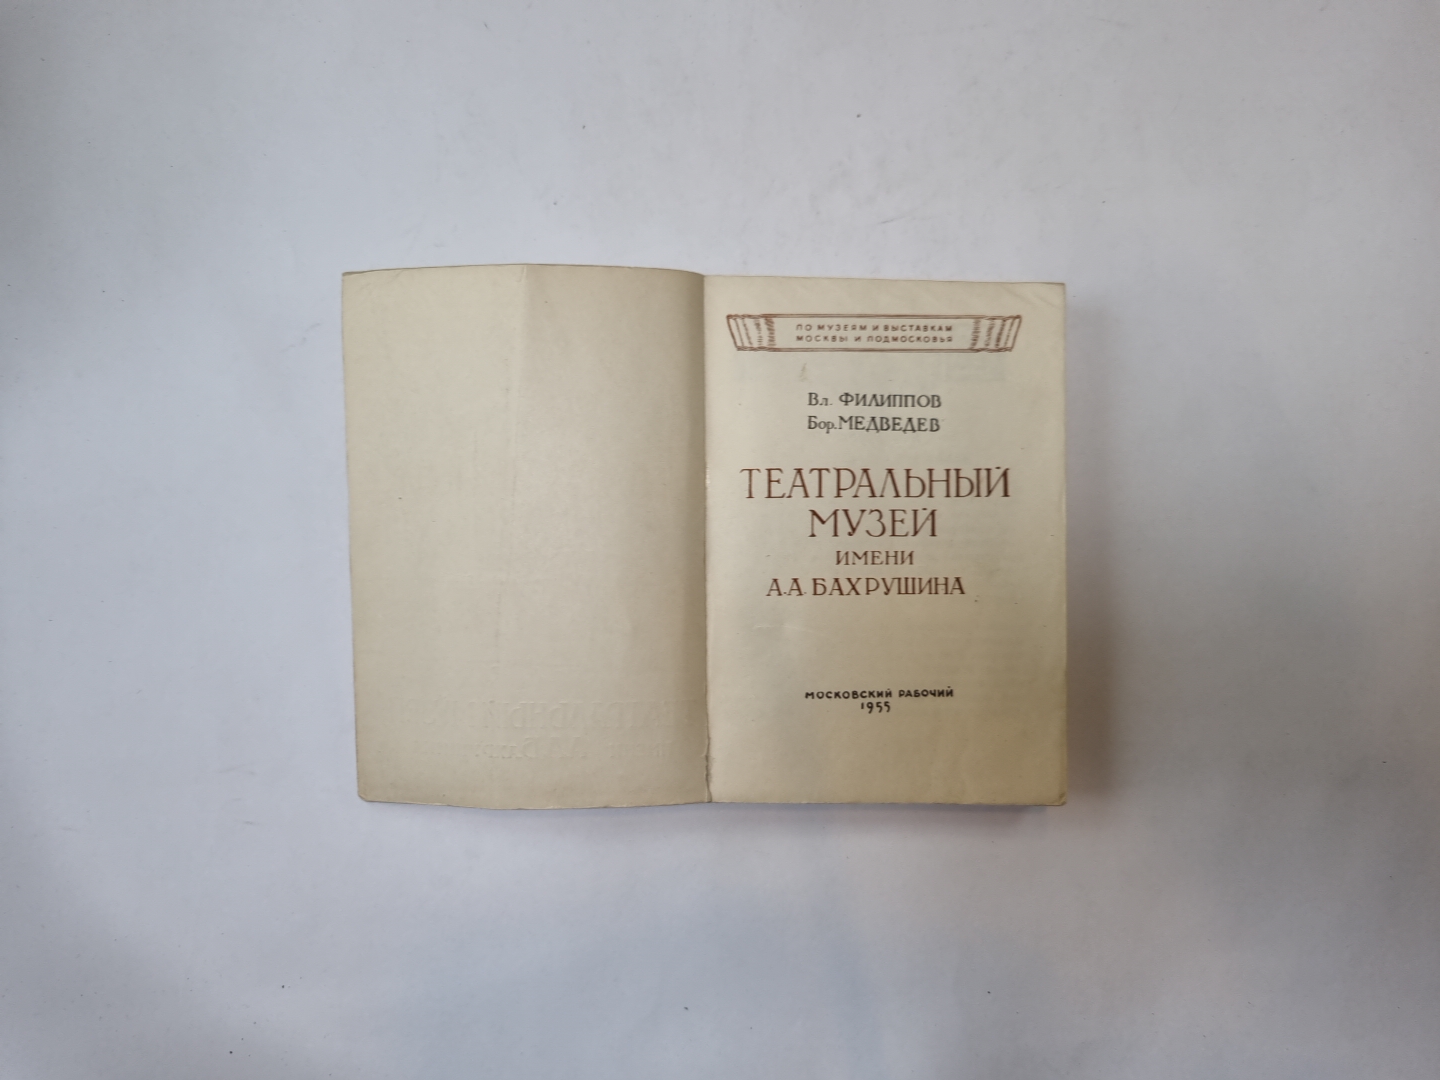 ПО МУЗЕЯМ И ВЫСТАВКАМ
МОСКВЫ И ПОДМОСКОВЬЯ
Вл. ФИЛИППОВ
Бор. МЕДВЕДЕВ
ТЕАТРАЛЬНЫЙ
МУЗЕЙ
ИМЕНИ
А.А. БАХРУШИНА
МОСКОВСКИЙ РАБОЧИЙ
1955